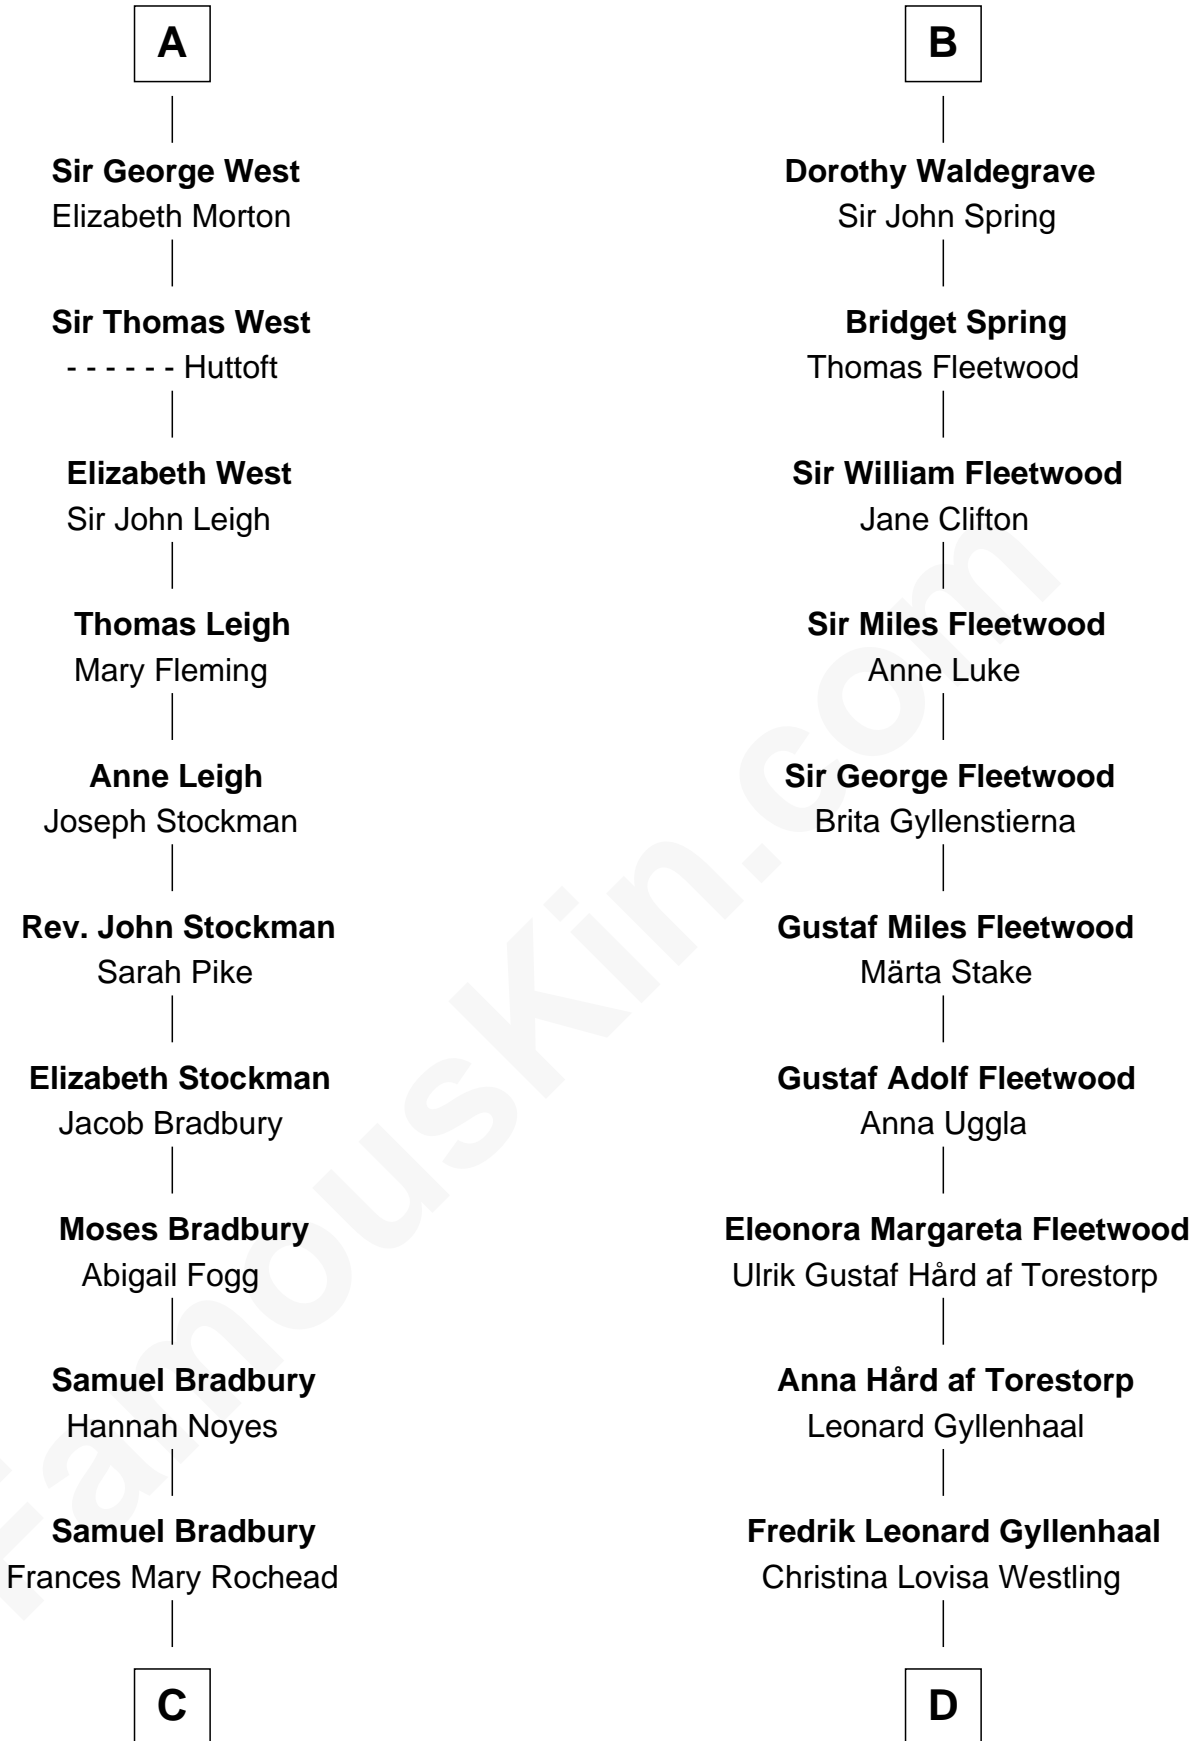 A
Sir George West
Elizabeth Morton
Sir Thomas West
- - - - - - Huttoft
Elizabeth West
Sir John Leigh
Thomas Leigh
Mary Fleming
Anne Leigh
Joseph Stockman
Rev. John Stockman
Sarah Pike
Elizabeth Stockman
Jacob Bradbury
Moses Bradbury
Abigail Fogg
Samuel Bradbury
Hannah Noyes
Samuel Bradbury
Frances Mary Rochead
C
B
Dorothy Waldegrave
Sir John Spring
Bridget Spring
Thomas Fleetwood
Sir William Fleetwood
Jane Clifton
Sir Miles Fleetwood
Anne Luke
Sir George Fleetwood
Brita Gyllenstierna
Gustaf Miles Fleetwood
Märta Stake
Gustaf Adolf Fleetwood
Anna Uggla
Eleonora Margareta Fleetwood
Ulrik Gustaf Hård af Torestorp
Anna Hård af Torestorp
Leonard Gyllenhaal
Fredrik Leonard Gyllenhaal
Christina Lovisa Westling
D
FamousKin.com